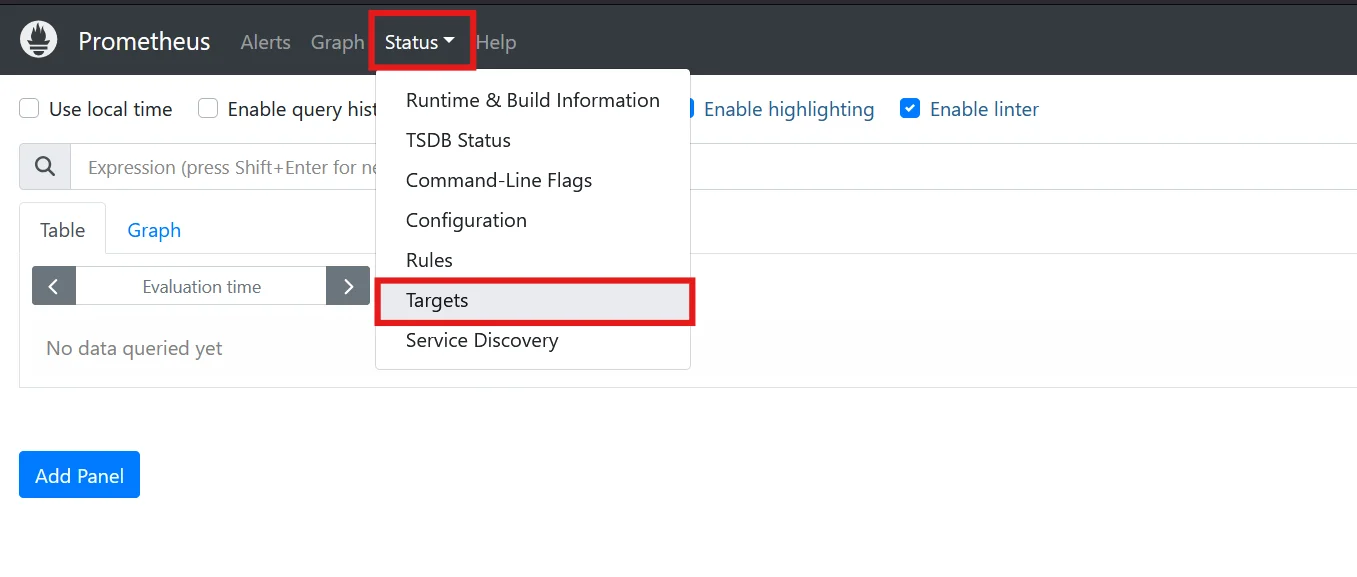 Prometheus Alerts Graph Status Help
Use local time Enable query hist Enable highlighting Enable linter
Runtime & Build Information
TSDB Status
Command-Line Flags
Configuration
Rules
Targets
Service Discovery
Expression (press Shift+Enter for ne
Table Graph
Evaluation time
No data queried yet
Add Panel